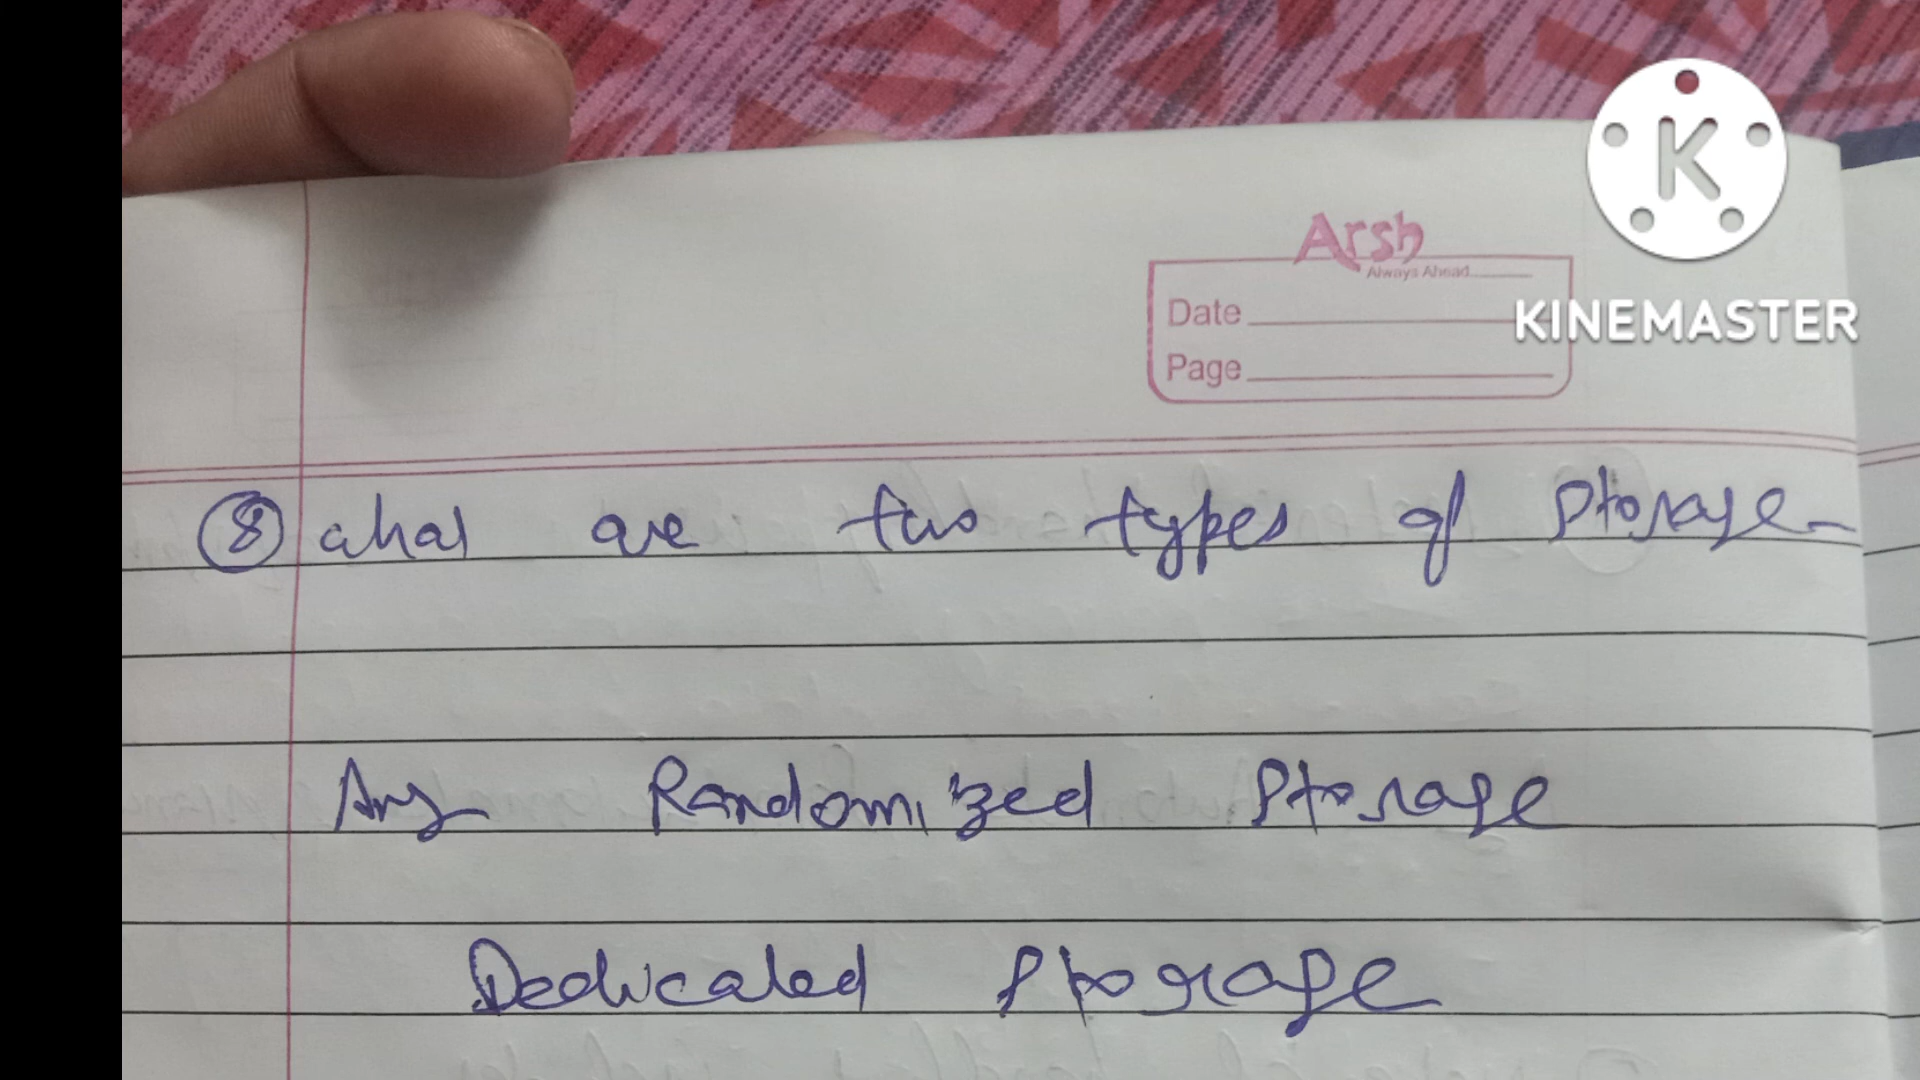 Arsh
Always Ahead
Date
Page
KINEMASTER
⑧ what are two types of storage
Ans Randomized Storage
Dedicated storage